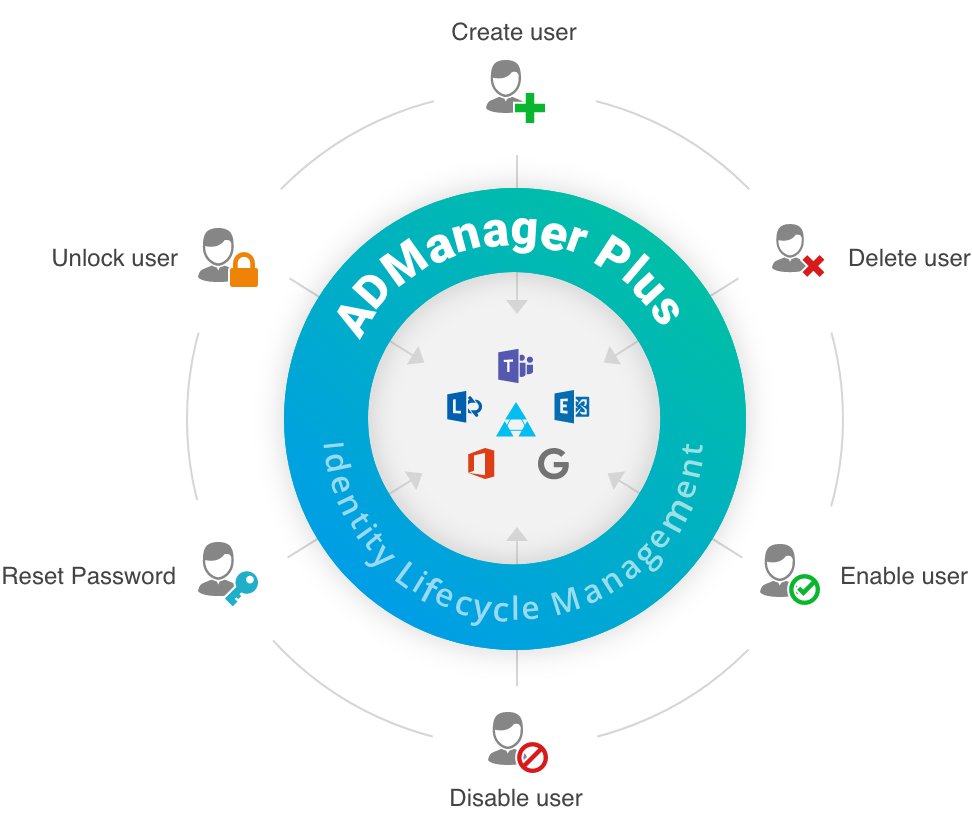 Create user
ADManager Plus
Unlock user
Delete user
T
L
E
G
Identity Lifecycle Management
Reset Password
Enable user
Disable user